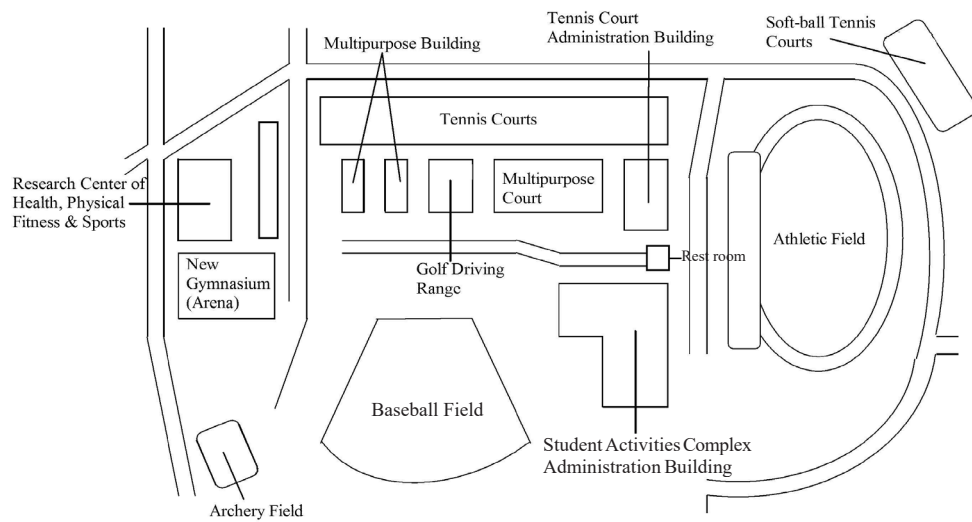 Soft-ball Tennis
Courts
Tennis Court
Administration Building
Multipurpose Building
Tennis Courts
Research Center of
Health, Physical
Fitness & Sports
Multipurpose
Court
Athletic Field
New
Gymnasium
(Arena)
Golf Driving
Range
Rest room
Baseball Field
Student Activities Complex
Administration Building
Archery Field